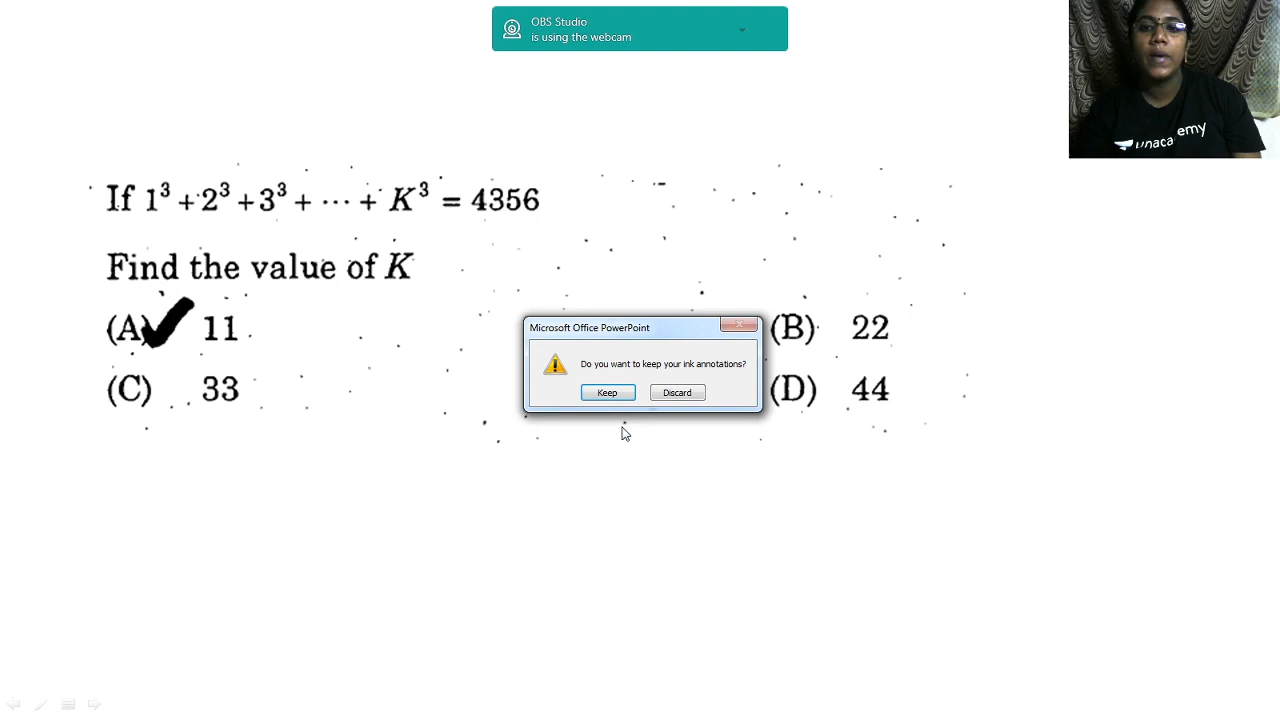 OBS Studio
is using the webcam
unacademy
If 1³ + 2³ + 3³ + ··· + K³ = 4356
Find the value of K
(A) 11
(B) 22
(C) 33
(D) 44
Microsoft Office PowerPoint
Do you want to keep your ink annotations?
Keep
Discard